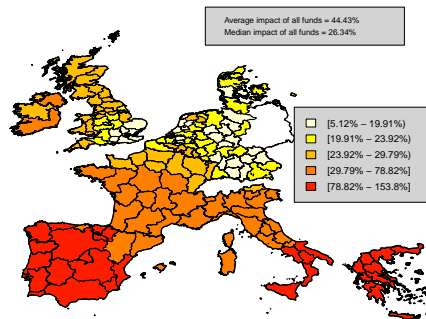 Average impact of all funds = 44.43%
Median impact of all funds = 26.34%
[5.12% − 19.91%)
[19.91% − 23.92%)
[23.92% − 29.79%)
[29.79% − 78.82%)
[78.82% − 153.8%]